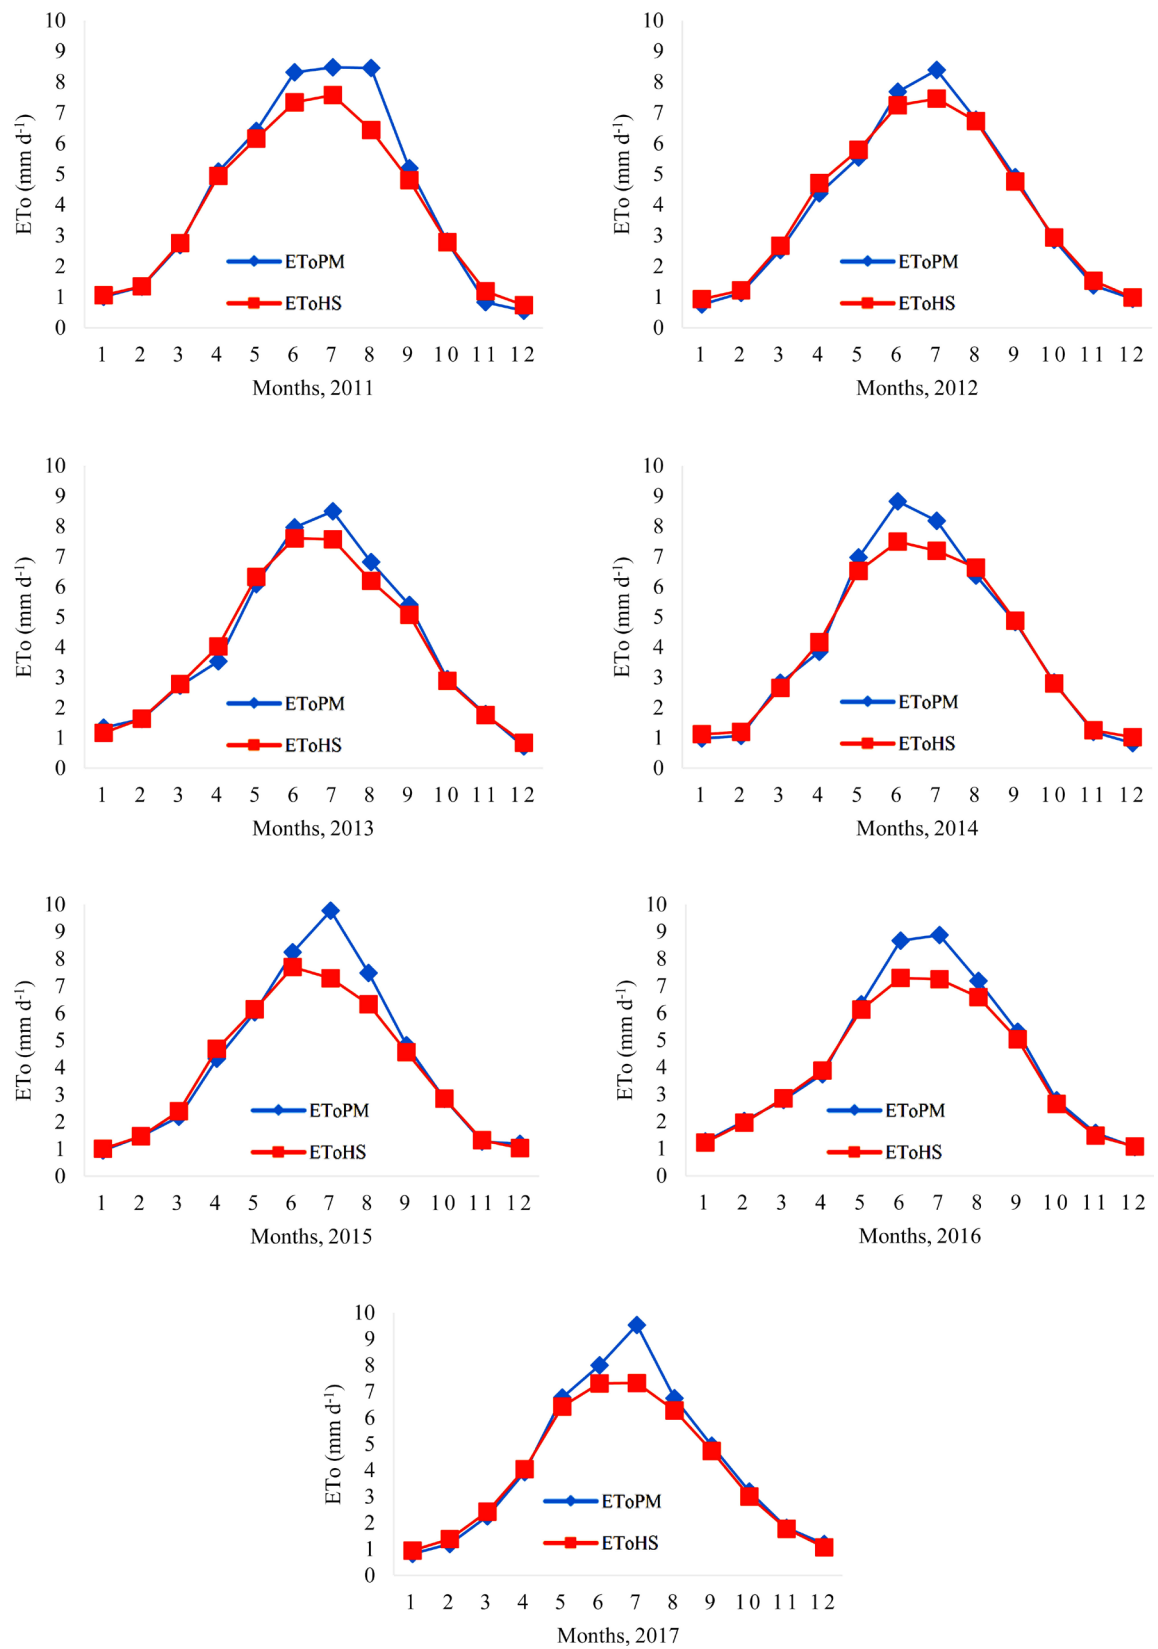 10
9
8
7
6
5
4
3
2
1
0
ETo (mm d-1)
EToPM
EToHS
1 2 3 4 5 6 7 8 9 10 11 12
Months, 2011
10
9
8
7
6
5
4
3
2
1
0
ETo (mm d-1)
EToPM
EToHS
1 2 3 4 5 6 7 8 9 10 11 12
Months, 2012
10
9
8
7
6
5
4
3
2
1
0
ETo (mm d-1)
EToPM
EToHS
1 2 3 4 5 6 7 8 9 10 11 12
Months, 2013
10
9
8
7
6
5
4
3
2
1
0
ETo (mm d-1)
EToPM
EToHS
1 2 3 4 5 6 7 8 9 10 11 12
Months, 2014
10
9
8
7
6
5
4
3
2
1
0
ETo (mm d-1)
EToPM
EToHS
1 2 3 4 5 6 7 8 9 10 11 12
Months, 2015
10
9
8
7
6
5
4
3
2
1
0
ETo (mm d-1)
EToPM
EToHS
1 2 3 4 5 6 7 8 9 10 11 12
Months, 2016
10
9
8
7
6
5
4
3
2
1
0
ETo (mm d-1)
EToPM
EToHS
1 2 3 4 5 6 7 8 9 10 11 12
Months, 2017